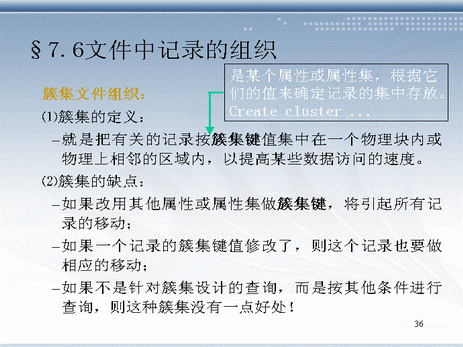 §7.6文件中记录的组织
是某个属性或属性集，根据它
们的值来确定记录的集中存放。
Create cluster ...
簇集文件组织：
⑴簇集的定义：
–就是把有关的记录按簇集键值集中在一个物理块内或
物理上相邻的区域内，以提高某些数据访问的速度。
⑵簇集的缺点：
–如果改用其他属性或属性集做簇集键，将引起所有记
录的移动；
–如果一个记录的簇集键值修改了，则这个记录也要做
相应的移动；
–如果不是针对簇集设计的查询，而是按其他条件进行
查询，则这种簇集没有一点好处！
36